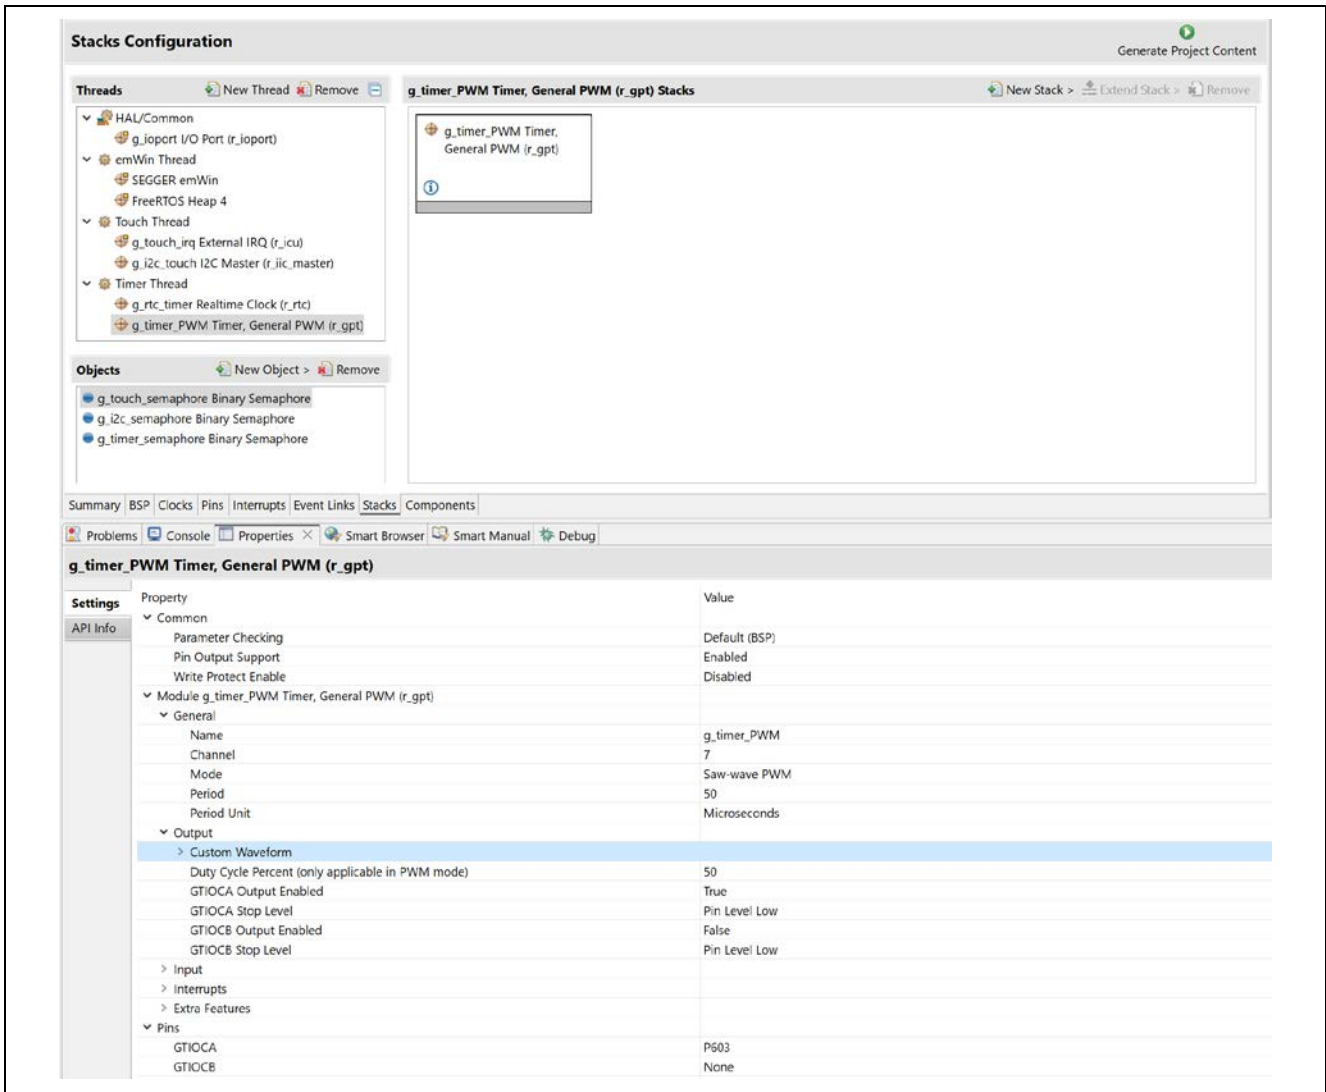 Stacks Configuration
Generate Project Content
Threads New Thread Remove
HAL/Common
g_ioport I/O Port (r_ioport)
emWin Thread
SEGGER emWin
FreeRTOS Heap 4
Touch Thread
g_touch_irq External IRQ (r_icu)
g_i2c_touch I2C Master (r_iic_master)
Timer Thread
g_rtc_timer Realtime Clock (r_rtc)
g_timer_PWM Timer, General PWM (r_gpt)
Objects New Object > Remove
g_touch_semaphore Binary Semaphore
g_i2c_semaphore Binary Semaphore
g_timer_semaphore Binary Semaphore
g_timer_PWM Timer, General PWM (r_gpt) Stacks New Stack > Extend Stack > Remove
g_timer_PWM Timer,
General PWM (r_gpt)
Summary BSP Clocks Pins Interrupts Event Links Stacks Components
Problems Console Properties Smart Browser Smart Manual Debug
g_timer_PWM Timer, General PWM (r_gpt)
Settings
API Info
Property Value
Common
Parameter Checking Default (BSP)
Pin Output Support Enabled
Write Protect Enable Disabled
Module g_timer_PWM Timer, General PWM (r_gpt)
General
Name g_timer_PWM
Channel 7
Mode Saw-wave PWM
Period 50
Period Unit Microseconds
Output
Custom Waveform
Duty Cycle Percent (only applicable in PWM mode) 50
GTIOCA Output Enabled True
GTIOCA Stop Level Pin Level Low
GTIOCB Output Enabled False
GTIOCB Stop Level Pin Level Low
Input
Interrupts
Extra Features
Pins
GTIOCA P603
GTIOCB None